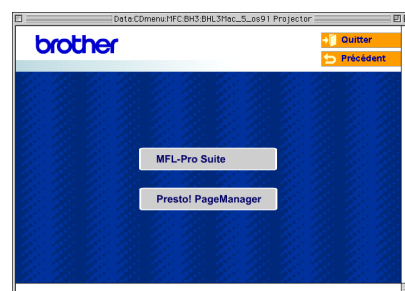 Data:CDmenu:MFC:BH3:BHL3Mac_5_os91 Projector
brother
Quitter
Précédent
MFL-Pro Suite
Presto! PageManager